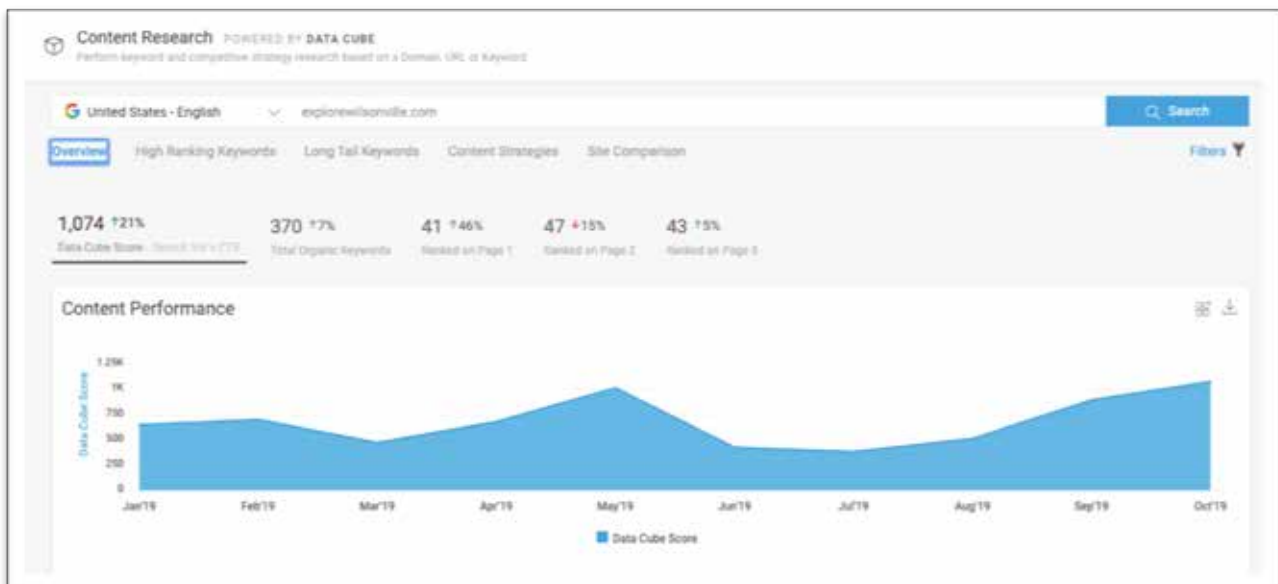 Content Research POWERED BY DATA CUBE
Perform keyword and competitive strategy research based on a Domain, URL or Keyword
United States - English explorewilsonville.com Search
Overview High Ranking Keywords Long Tail Keywords Content Strategies Site Comparison Filters
1,074 ↑21% 370 ↑7% 41 ↑46% 47 ↓15% 43 ↑5%
Data Cube Score Total Organic Keywords Ranked on Page 1 Ranked on Page 2 Ranked on Page 3
Content Performance
Data Cube Score
1.25K
1K
750
500
250
0
Jan'19 Feb'19 Mar'19 Apr'19 May'19 Jun'19 Jul'19 Aug'19 Sep'19 Oct'19
Data Cube Score